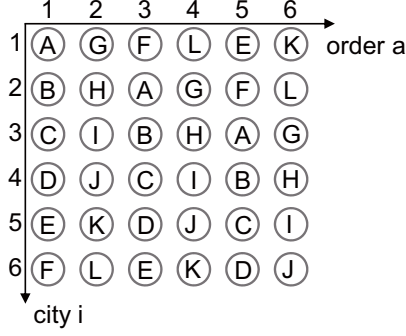 1 2 3 4 5 6
order a
1 A G F L E K
2 B H A G F L
3 C I B H A G
4 D J C I B H
5 E K D J C I
6 F L E K D J
city i